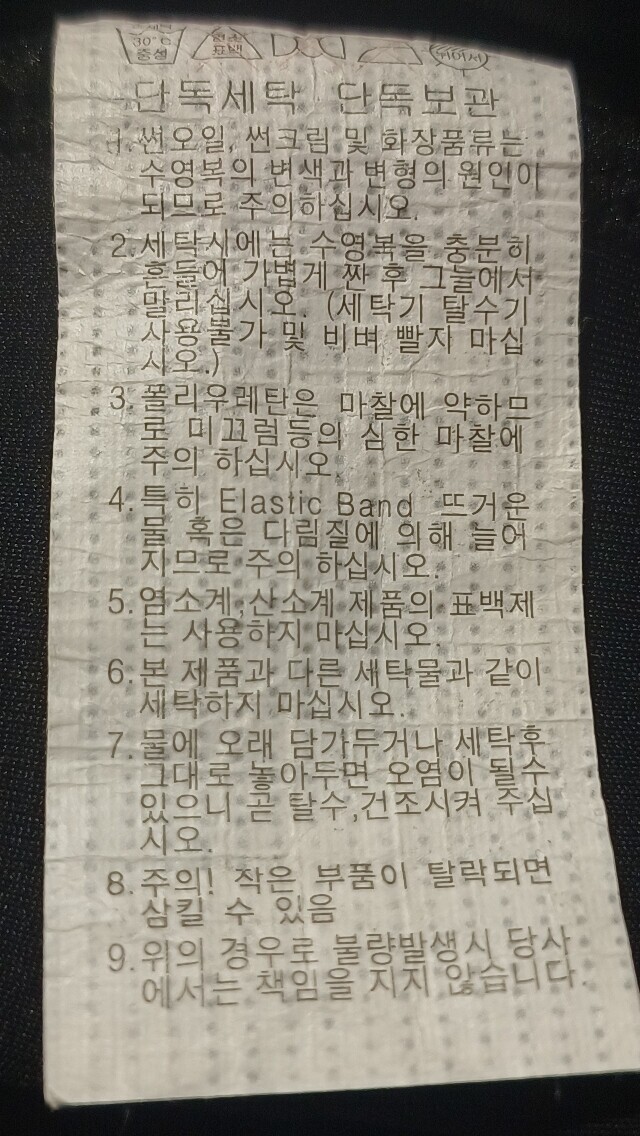 30°C
중성
표백
뉘어서
단독세탁 단독보관
1. 썬오일, 썬크림 및 화장품류는
수영복의 변색과 변형의 원인이
되므로 주의하십시오.
2. 세탁시에는 수영복을 충분히
흔들어 가볍게 짠 후 그늘에서
말리십시오. (세탁기 탈수기
사용불가 및 비벼 빨자 마십
시오.)
3. 폴리우레탄은 마찰에 약하므
로 미끄럼등의 심한 마찰에
주의 하십시오.
4. 특히 Elastic Band 뜨거운
물 혹은 다림질에 의해 늘어
지므로 주의 하십시오.
5. 염소계,산소계 제품의 표백제
는 사용하지 마십시오.
6. 본 제품과 다른 세탁물과 같이
세탁하지 마십시오.
7. 물에 오래 담가두거나 세탁후
그대로 놓아두면 오염이 될수
있으니 곧 탈수,건조시켜 주십
시오.
8. 주의! 작은 부품이 탈락되면
삼킬 수 있음
9. 위의 경우로 불량발생시 당사
에서는 책임을 지지 않습니다.